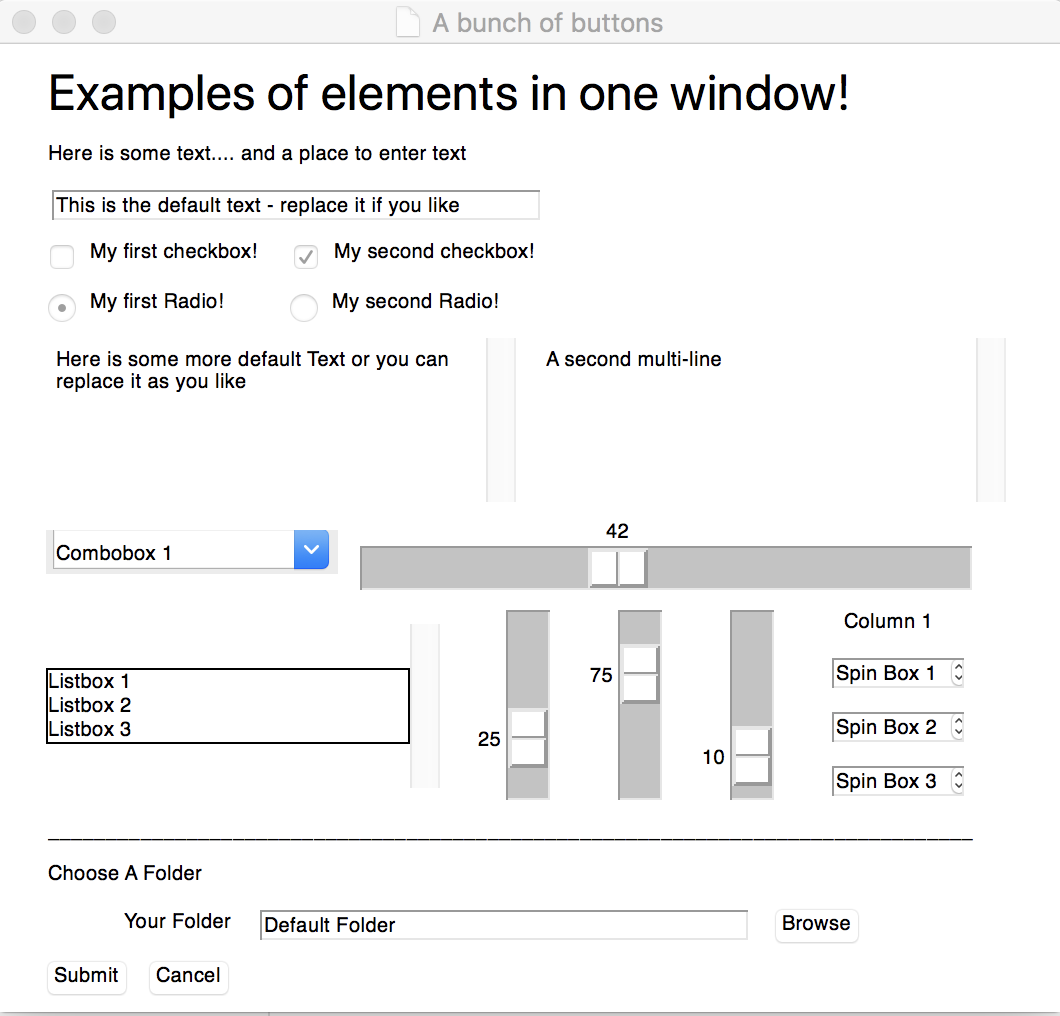 A bunch of buttons
Examples of elements in one window!
Here is some text.... and a place to enter text
This is the default text - replace it if you like
My first checkbox! My second checkbox!
My first Radio! My second Radio!
Here is some more default Text or you can
replace it as you like
A second multi-line
42
Combobox 1
Column 1
Listbox 1
Listbox 2
Listbox 3
25
75
10
Spin Box 1
Spin Box 2
Spin Box 3
Choose A Folder
Your Folder Default Folder Browse
Submit Cancel